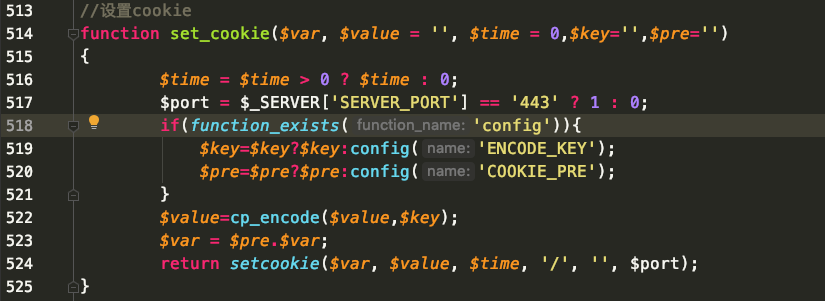 513 //设置cookie
514 function set_cookie($var, $value = '', $time = 0,$key='',$pre='')
515 {
516 $time = $time > 0 ? $time : 0;
517 $port = $_SERVER['SERVER_PORT'] == '443' ? 1 : 0;
518 if(function_exists( function_name: 'config')){
519 $key=$key?$key:config( name: 'ENCODE_KEY');
520 $pre=$pre?$pre:config( name: 'COOKIE_PRE');
521 }
522 $value=cp_encode($value,$key);
523 $var = $pre.$var;
524 return setcookie($var, $value, $time, '/', '', $port);
525 }